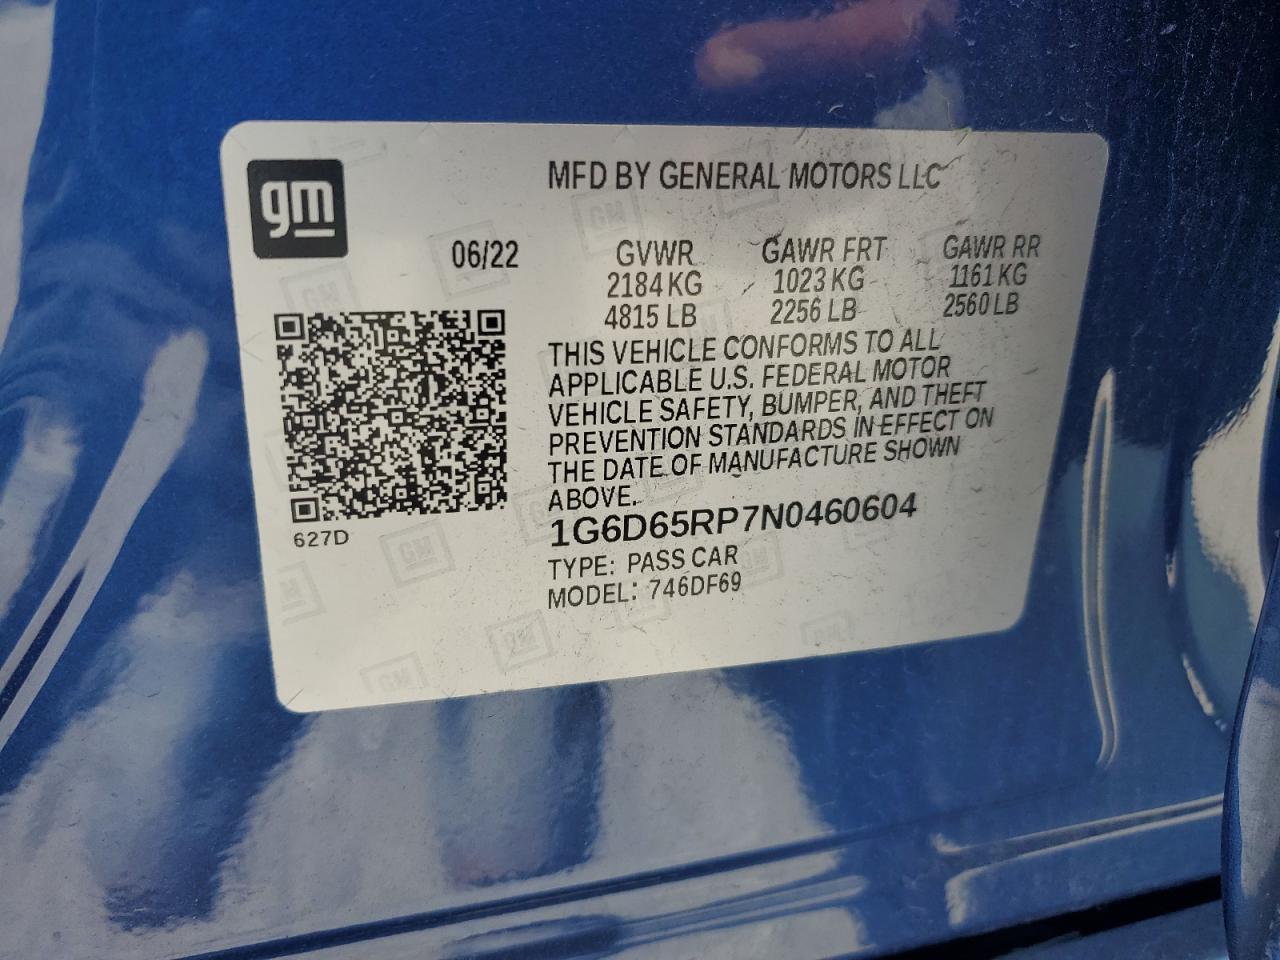 gm
MFD BY GENERAL MOTORS LLC
06/22
GVWR GAWR FRT GAWR RR
2184 KG 1023 KG 1161 KG
4815 LB 2256 LB 2560 LB
THIS VEHICLE CONFORMS TO ALL
APPLICABLE U.S. FEDERAL MOTOR
VEHICLE SAFETY, BUMPER, AND THEFT
PREVENTION STANDARDS IN EFFECT ON
THE DATE OF MANUFACTURE SHOWN
ABOVE.
1G6D65RP7N0460604
TYPE: PASS CAR
MODEL: 746DF69
627D